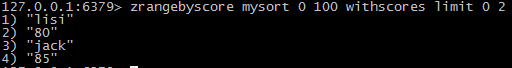 127.0.0.1:6379> zrangebyscore mysort 0 100 withscores limit 0 2
1) "lisi"
2) "80"
3) "jack"
4) "85"